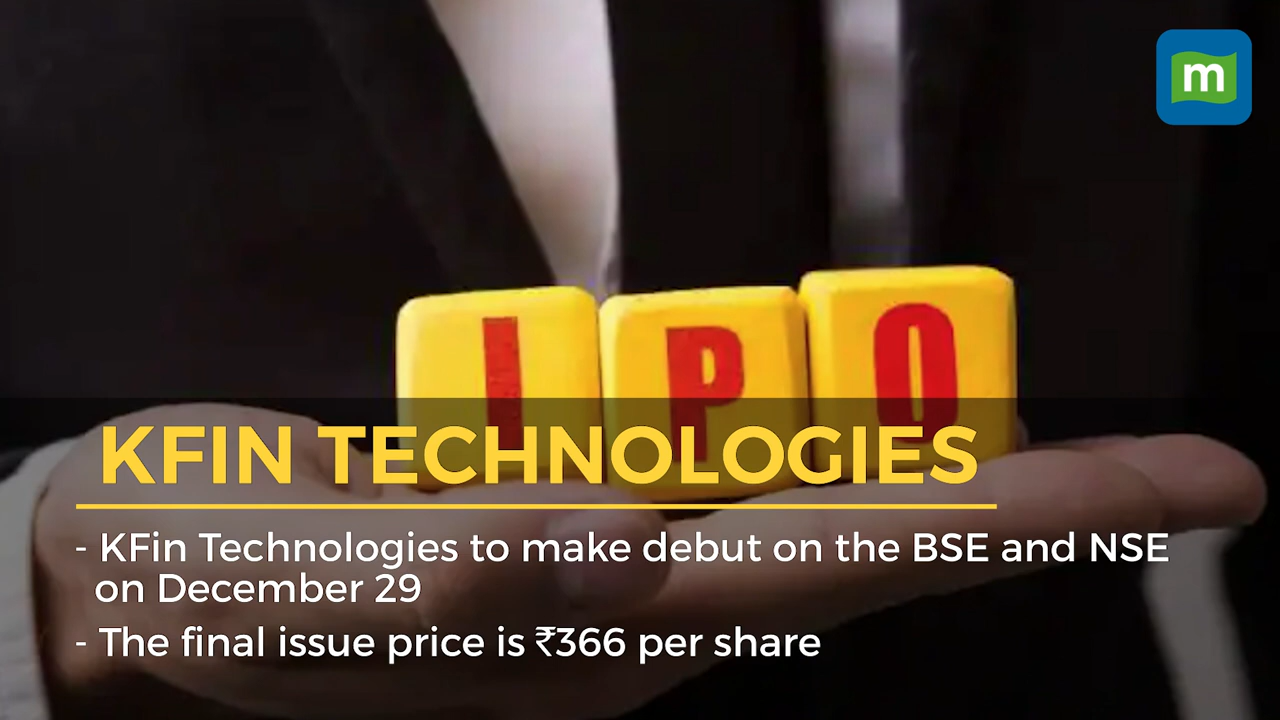 m
I P O
KFIN TECHNOLOGIES
- KFin Technologies to make debut on the BSE and NSE
on December 29
- The final issue price is ₹366 per share